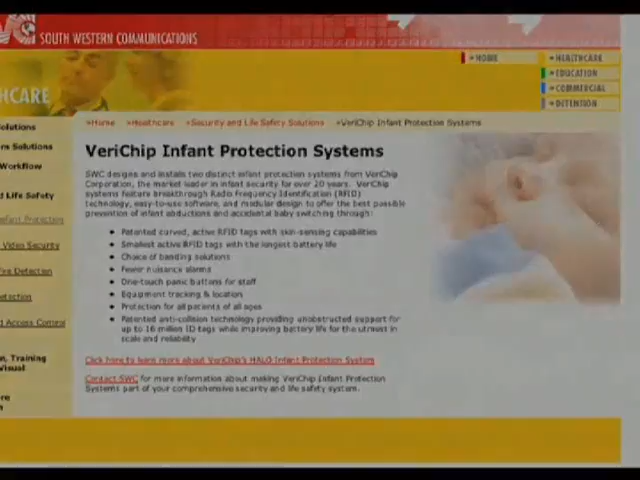 SOUTH WESTERN COMMUNICATIONS
»HOME
»HEALTHCARE
»EDUCATION
»COMMERCIAL
»DETENTION
HCARE
»Home »Healthcare »Security and Life Safety Solutions »VeriChip Infant Protection Systems
olutions
Workflow
d Life Safety
Infant Protection
Video Security
Fire Detection
d Access Control
n, Training
VeriChip Infant Protection Systems
SWC designs and installs two distinct infant protection systems from VeriChip
Corporation, the market leader in infant security for over 20 years. VeriChip
systems feature breakthrough Radio Frequency Identification (RFID)
technology, easy-to-use software, and modular design to offer the best possible
prevention of infant abductions and accidental baby switching through:
• Patented curved, active RFID tags with skin-sensing capabilities
• Smallest active RFID tags with the longest battery life
• Choice of banding solutions
• Fewer nuisance alarms
• One-touch panic buttons for staff
• Equipment tracking & location
• Protection for all patients of all ages
• Patented anti-collision technology providing unobstructed support for
up to 16 million ID tags while improving battery life for the utmost in
scale and reliability
Click here to learn more about VeriChip's HALO Infant Protection System
Contact SWC for more information about making VeriChip Infant Protection
Systems part of your comprehensive security and life safety system.